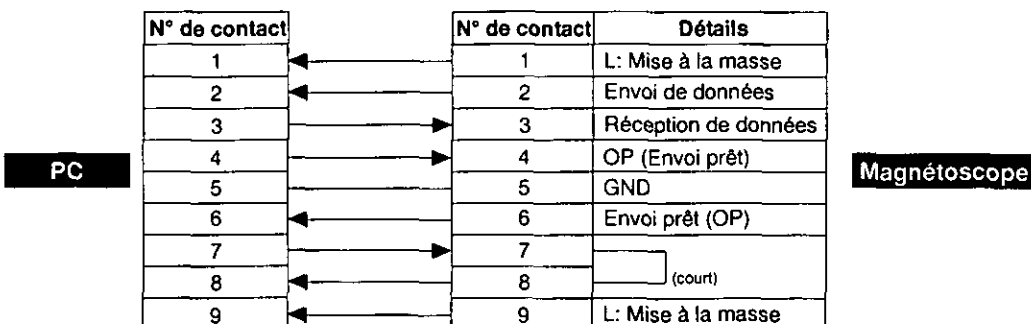 N° de contact N° de contact Détails
1 1 L: Mise à la masse
2 2 Envoi de données
3 3 Réception de données
4 4 OP (Envoi prêt)
PC Magnétoscope
5 5 GND
6 6 Envoi prêt (OP)
7 7
(court)
8 8
9 9 L: Mise à la masse